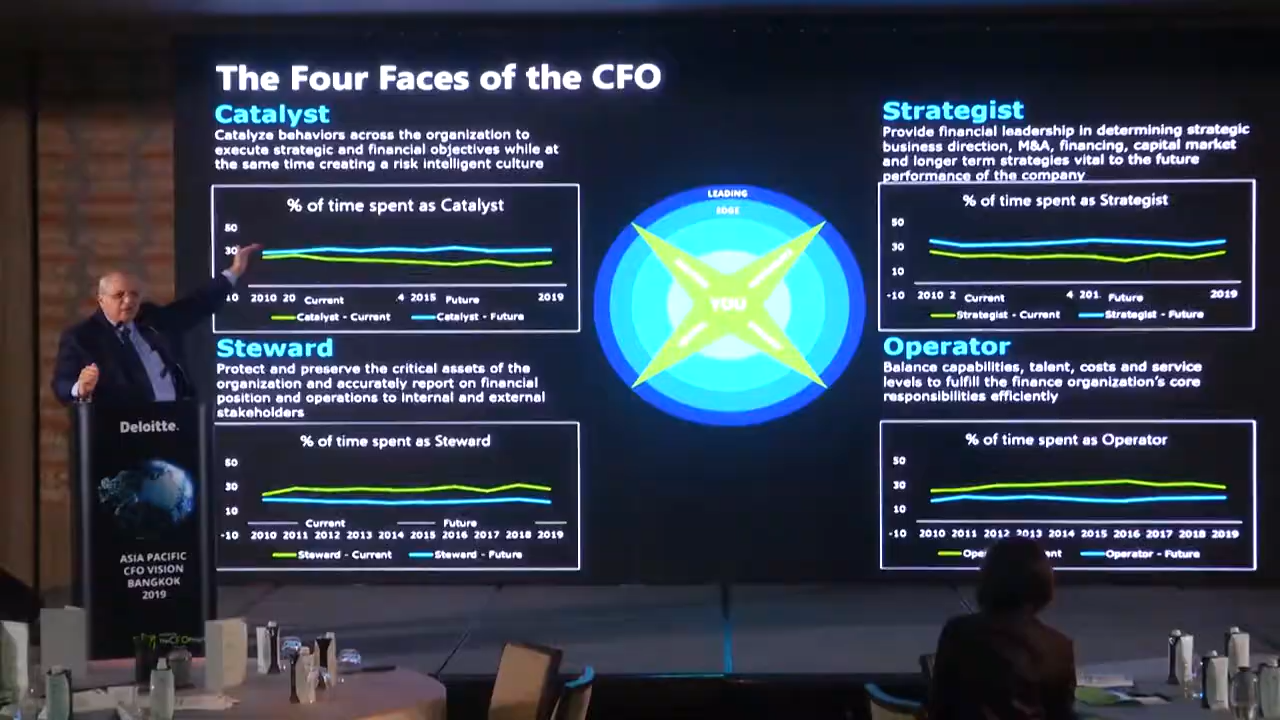 The Four Faces of the CFO
Catalyst
Catalyze behaviors across the organization to
execute strategic and financial objectives while at
the same time creating a risk intelligent culture
% of time spent as Catalyst
50
30
10
2010 20 Current .4 2015 Future 2019
Catalyst - Current Catalyst - Future
Steward
Protect and preserve the critical assets of the
organization and accurately report on financial
position and operations to internal and external
stakeholders
% of time spent as Steward
50
30
10
Current Future
-10 2010 2011 2012 2013 2014 2015 2016 2017 2018 2019
Steward - Current Steward - Future
LEADING
EDGE
YOU
Strategist
Provide financial leadership in determining strategic
business direction, M&A, financing, capital market
and longer term strategies vital to the future
performance of the company
% of time spent as Strategist
50
30
10
-10 2010 2 Current 4 201. Future 2019
Strategist - Current Strategist - Future
Operator
Balance capabilities, talent, costs and service
levels to fulfill the finance organization's core
responsibilities efficiently
% of time spent as Operator
50
30
10
-10 2010 2011 2012 2013 2014 2015 2016 2017 2018 2019
Operator - Future
Deloitte.
ASIA PACIFIC
CFO VISION
BANGKOK
2019